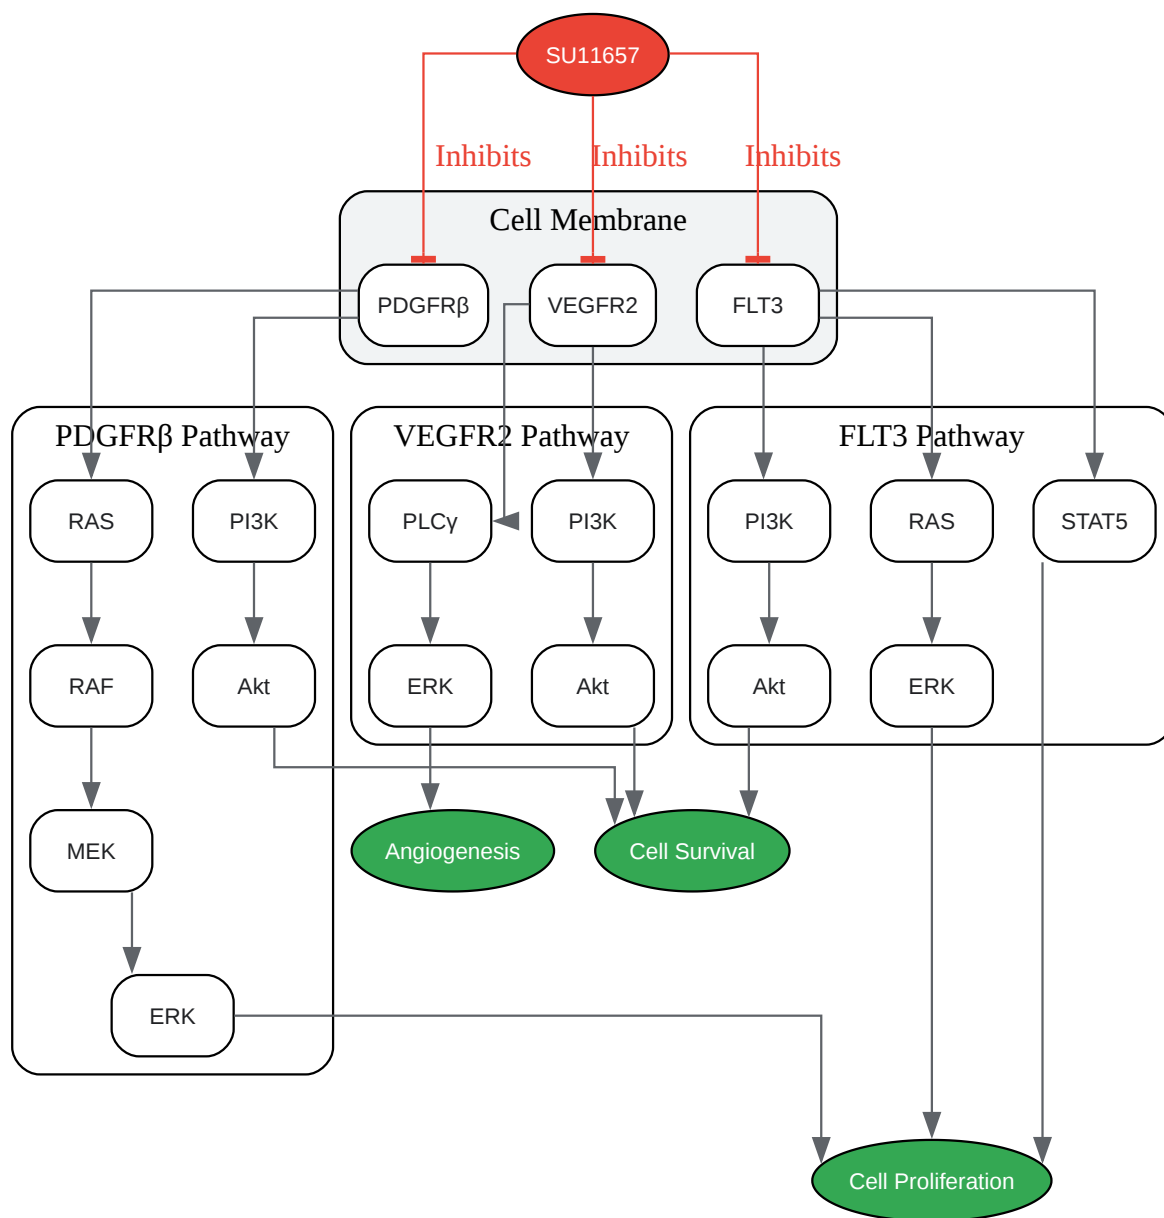 SU11657
Inhibits
Inhibits
Inhibits
Cell Membrane
PDGFRβ
VEGFR2
FLT3
PDGFRβ Pathway
VEGFR2 Pathway
FLT3 Pathway
RAS
PI3K
PLCγ
PI3K
PI3K
RAS
STAT5
RAF
Akt
ERK
Akt
Akt
ERK
MEK
Angiogenesis
Cell Survival
ERK
Cell Proliferation